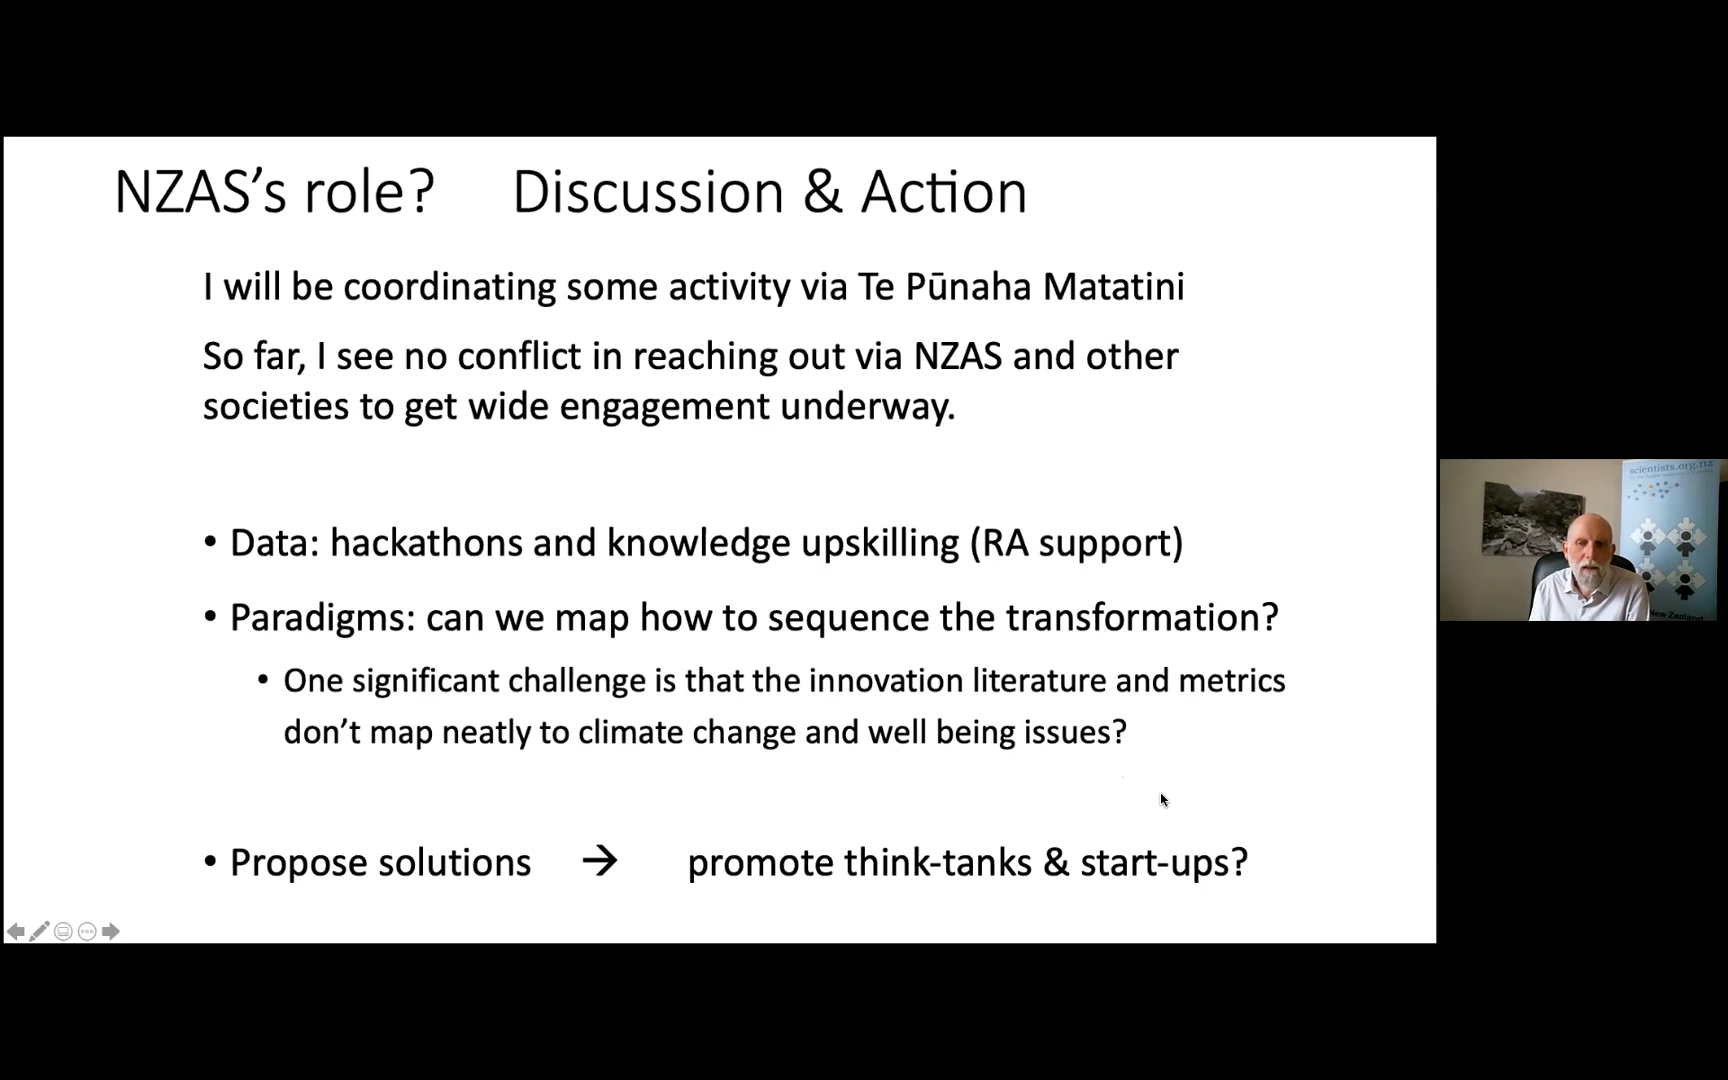 NZAS’s role? Discussion & Action
I will be coordinating some activity via Te Pūnaha Matatini
So far, I see no conflict in reaching out via NZAS and other
societies to get wide engagement underway.
• Data: hackathons and knowledge upskilling (RA support)
• Paradigms: can we map how to sequence the transformation?
• One significant challenge is that the innovation literature and metrics
don’t map neatly to climate change and well being issues?
• Propose solutions → promote think-tanks & start-ups?
scientists.org.nz
New Zealand